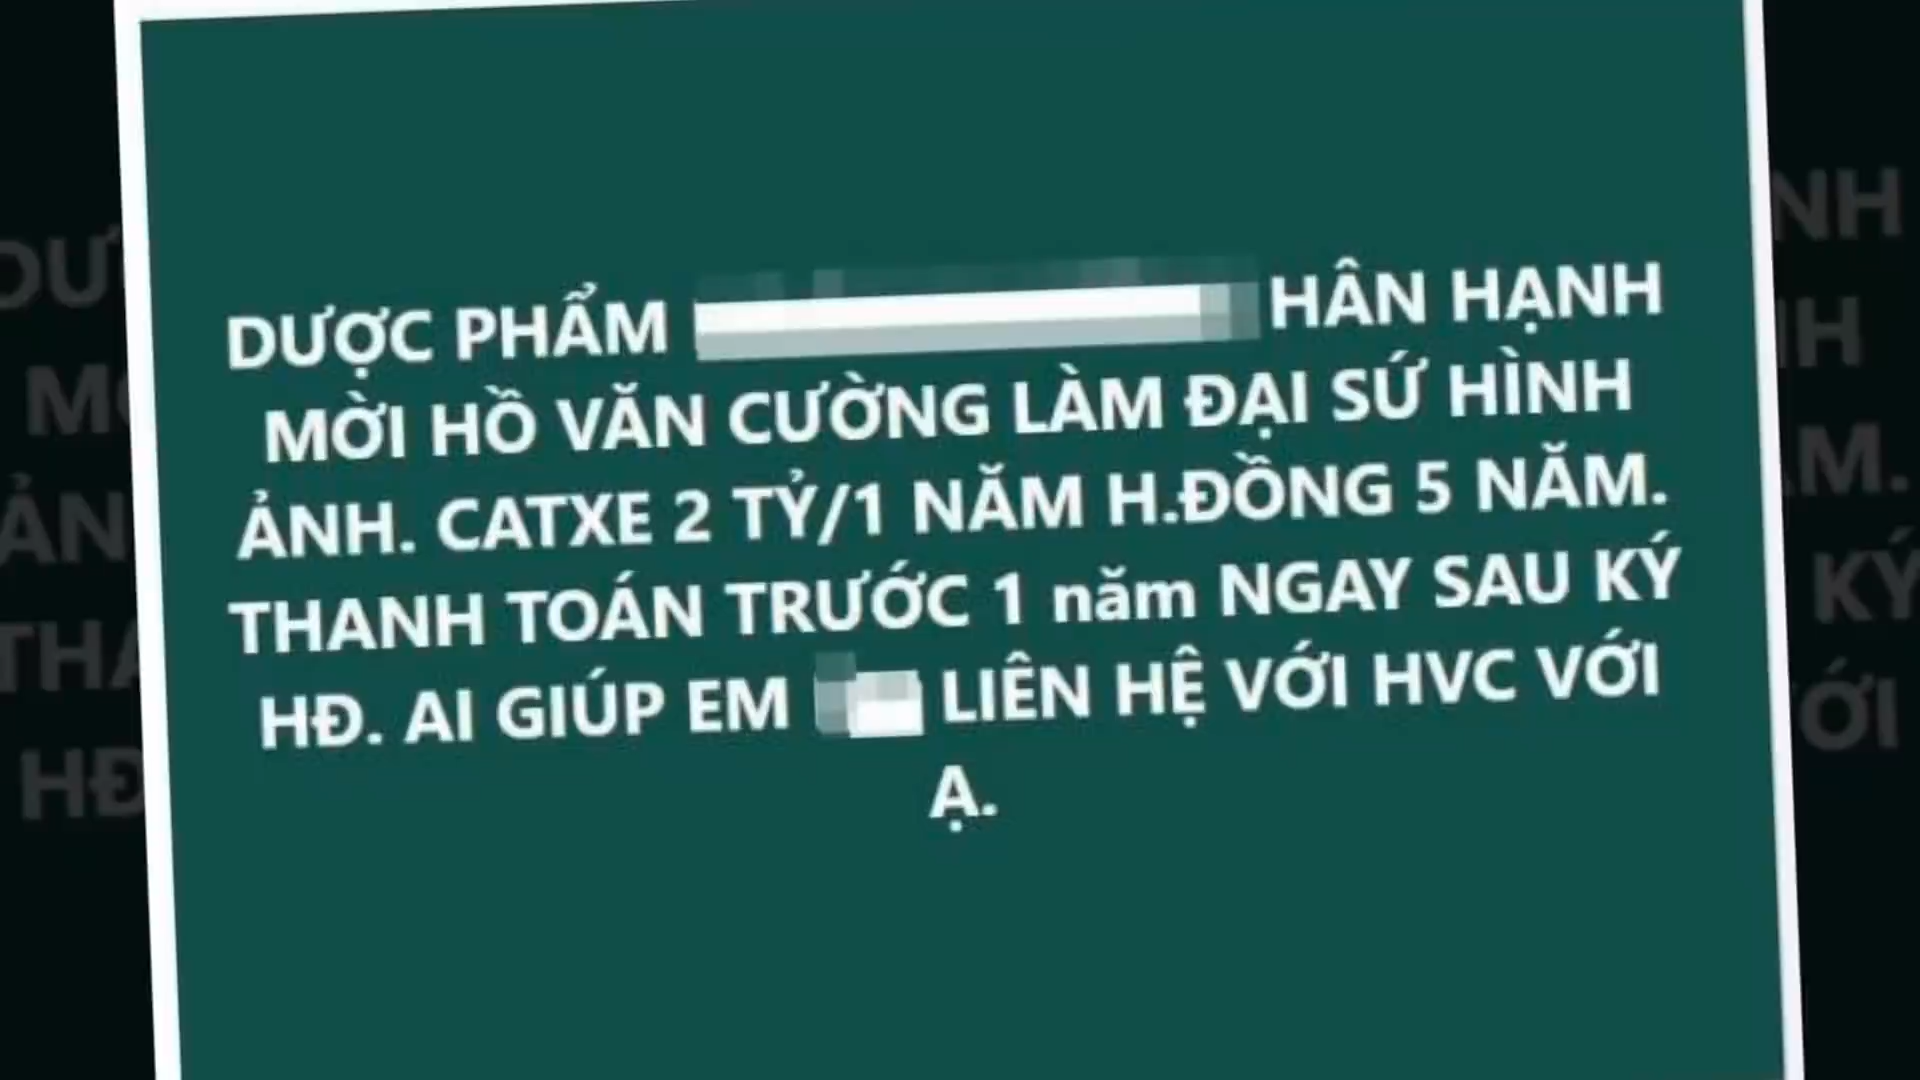 DƯỢC PHẨM HÂN HẠNH
MỜI HỒ VĂN CƯỜNG LÀM ĐẠI SỨ HÌNH
ẢNH. CATXE 2 TỶ/1 NĂM H.ĐỒNG 5 NĂM.
THANH TOÁN TRƯỚC 1 năm NGAY SAU KÝ
HĐ. AI GIÚP EM LIÊN HỆ VỚI HVC VỚI
Ạ.